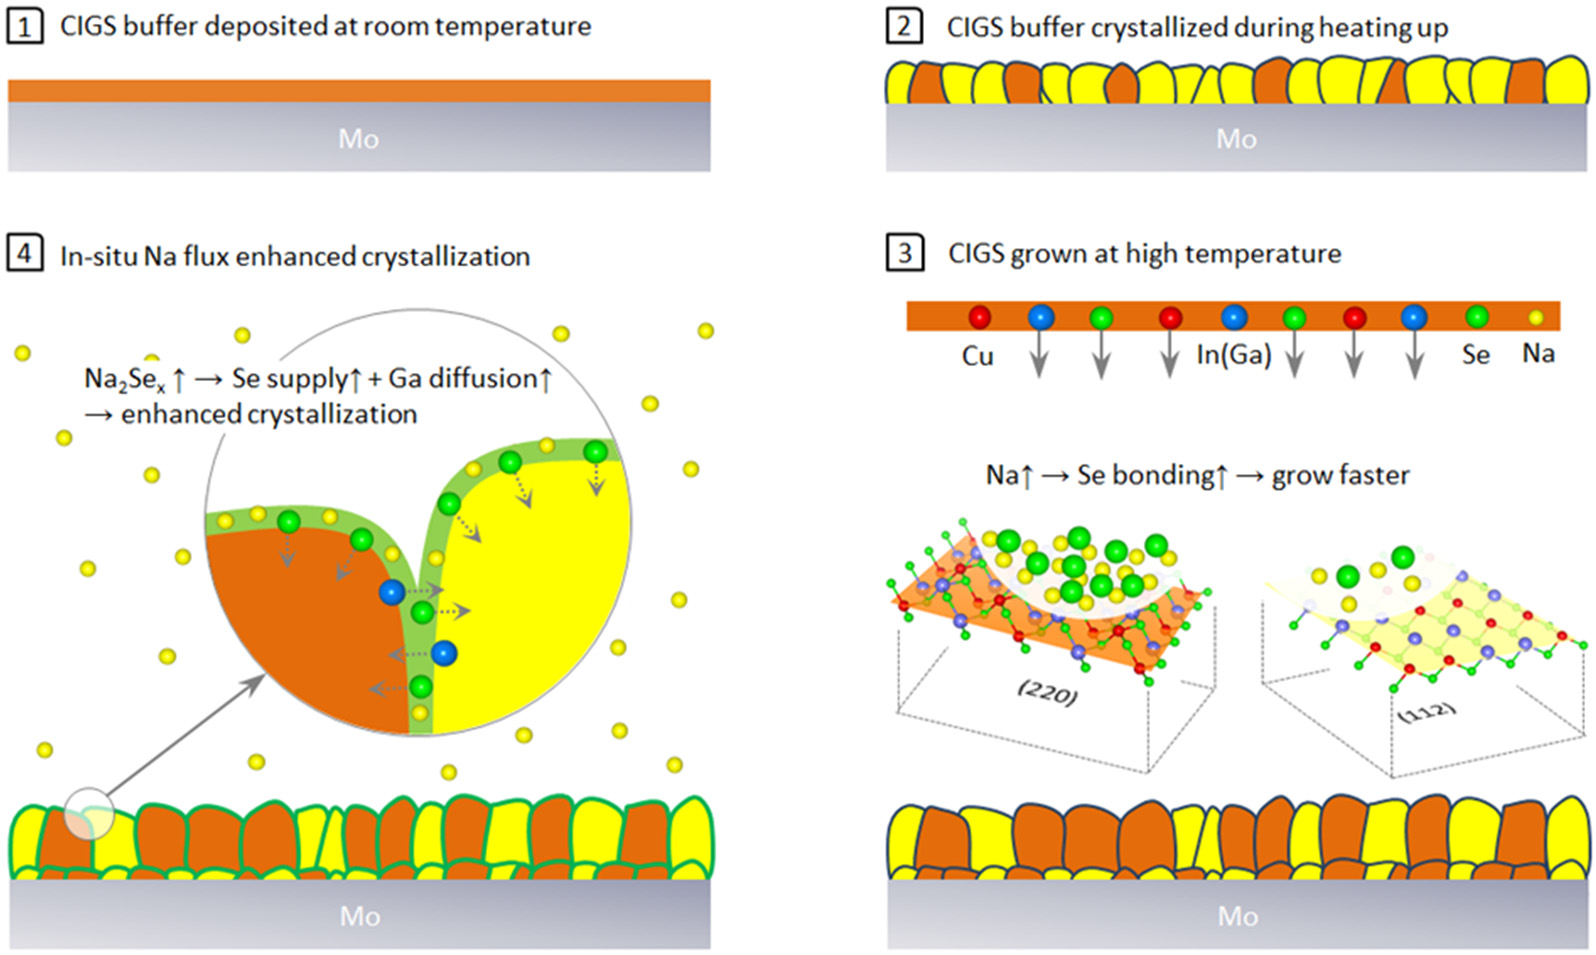 1 CIGS buffer deposited at room temperature
Mo
2 CIGS buffer crystallized during heating up
Mo
4 In-situ Na flux enhanced crystallization
Na₂Seₓ ↑ → Se supply↑ + Ga diffusion↑
→ enhanced crystallization
Mo
3 CIGS grown at high temperature
Cu In(Ga) Se Na
Na↑ → Se bonding↑ → grow faster
(220)
(112)
Mo